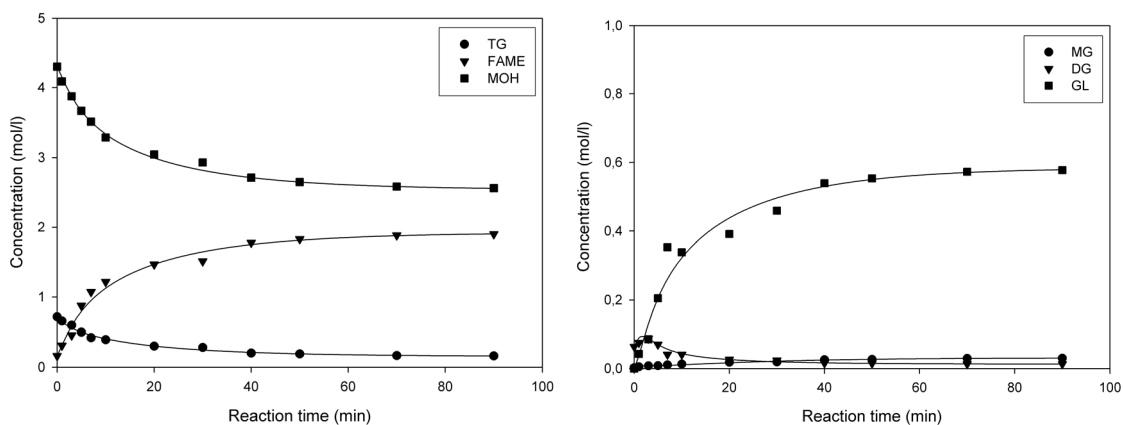 5
4
3
2
1
0
Concentration (mol/l)
0 20 40 60 80 100
Reaction time (min)
TG
FAME
MOH
1,0
0,8
0,6
0,4
0,2
0,0
Concentration (mol/l)
0 20 40 60 80 100
Reaction time (min)
MG
DG
GL